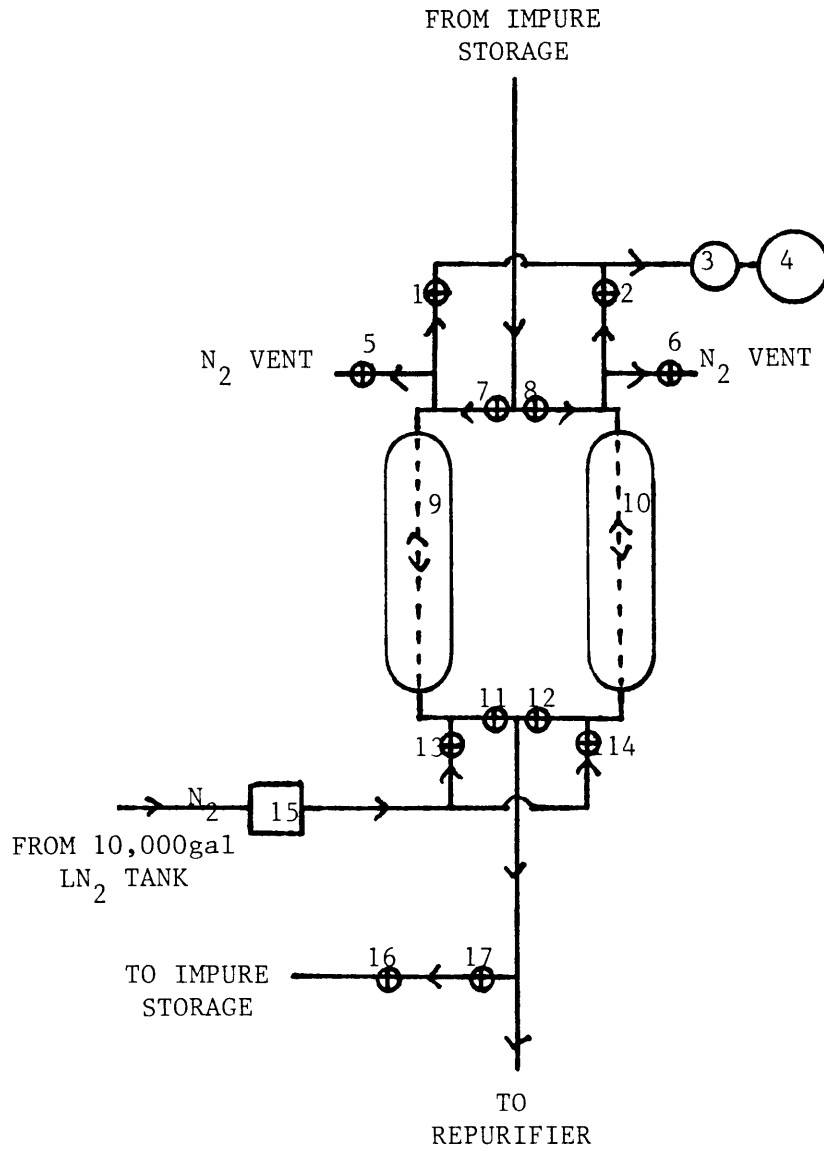 FROM IMPURE
STORAGE
3
4
1
2
5
6
N2 VENT
N2 VENT
7
8
9
10
11
12
13
14
N2
15
FROM 10,000gal
LN2 TANK
16
17
TO IMPURE
STORAGE
TO
REPURIFIER